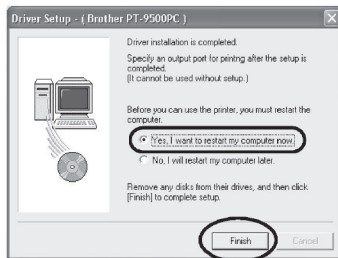 Driver Setup - ( Brother PT-9500PC )
Driver installation is completed.
Specify an output port for printng after the setup is
completed.
(It cannot be used without setup.)
Before you can use the printer, you must restart the
computer.
Yes, I want to restart my computer now.
No, I will restart my computer later.
Remove any disks from their drives, and then click
[Finish] to complete setup.
Finish
Cancel